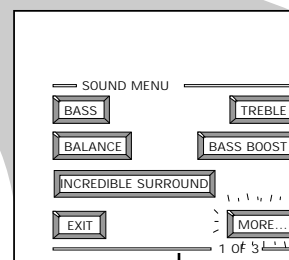 SOUND MENU
BASS TREBLE
BALANCE BASS BOOST
INCREDIBLE SURROUND
EXIT MORE...
1 OF 3